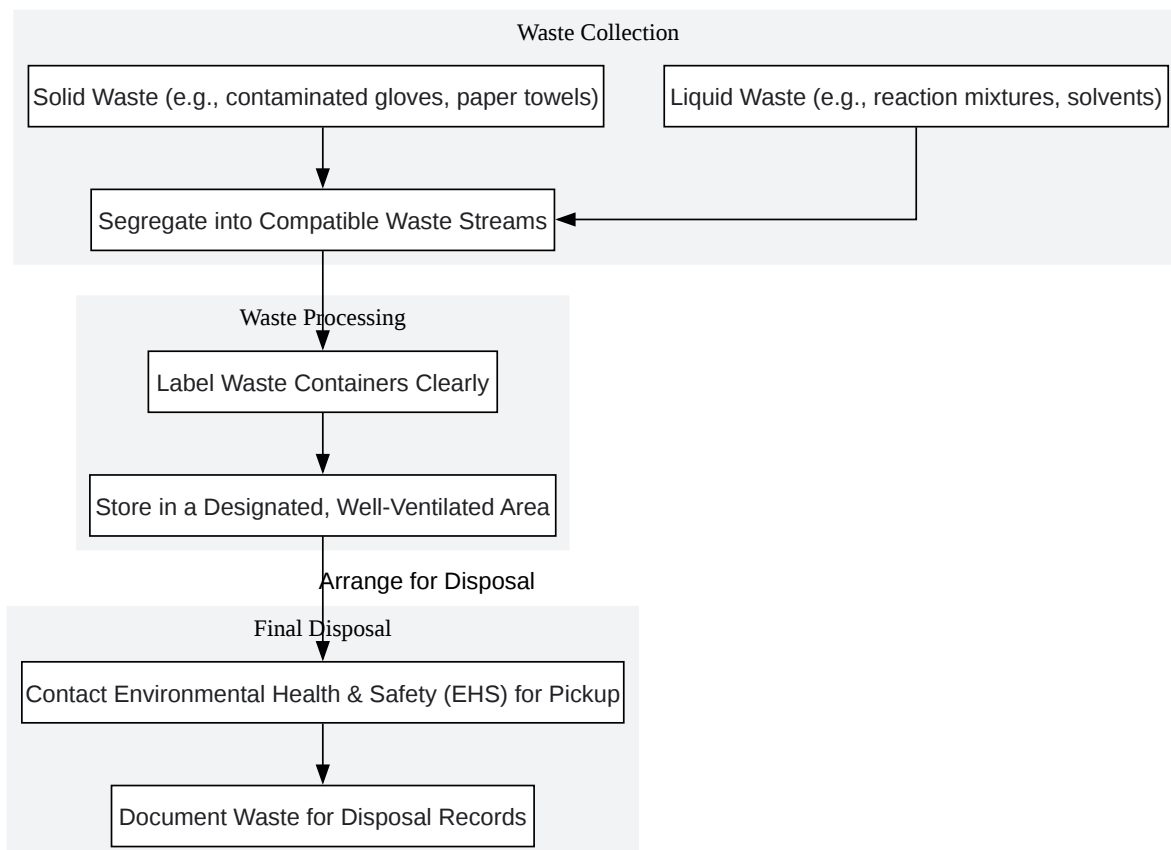 Waste Collection
Solid Waste (e.g., contaminated gloves, paper towels)
Liquid Waste (e.g., reaction mixtures, solvents)
Segregate into Compatible Waste Streams
Waste Processing
Label Waste Containers Clearly
Store in a Designated, Well-Ventilated Area
Arrange for Disposal
Final Disposal
Contact Environmental Health & Safety (EHS) for Pickup
Document Waste for Disposal Records